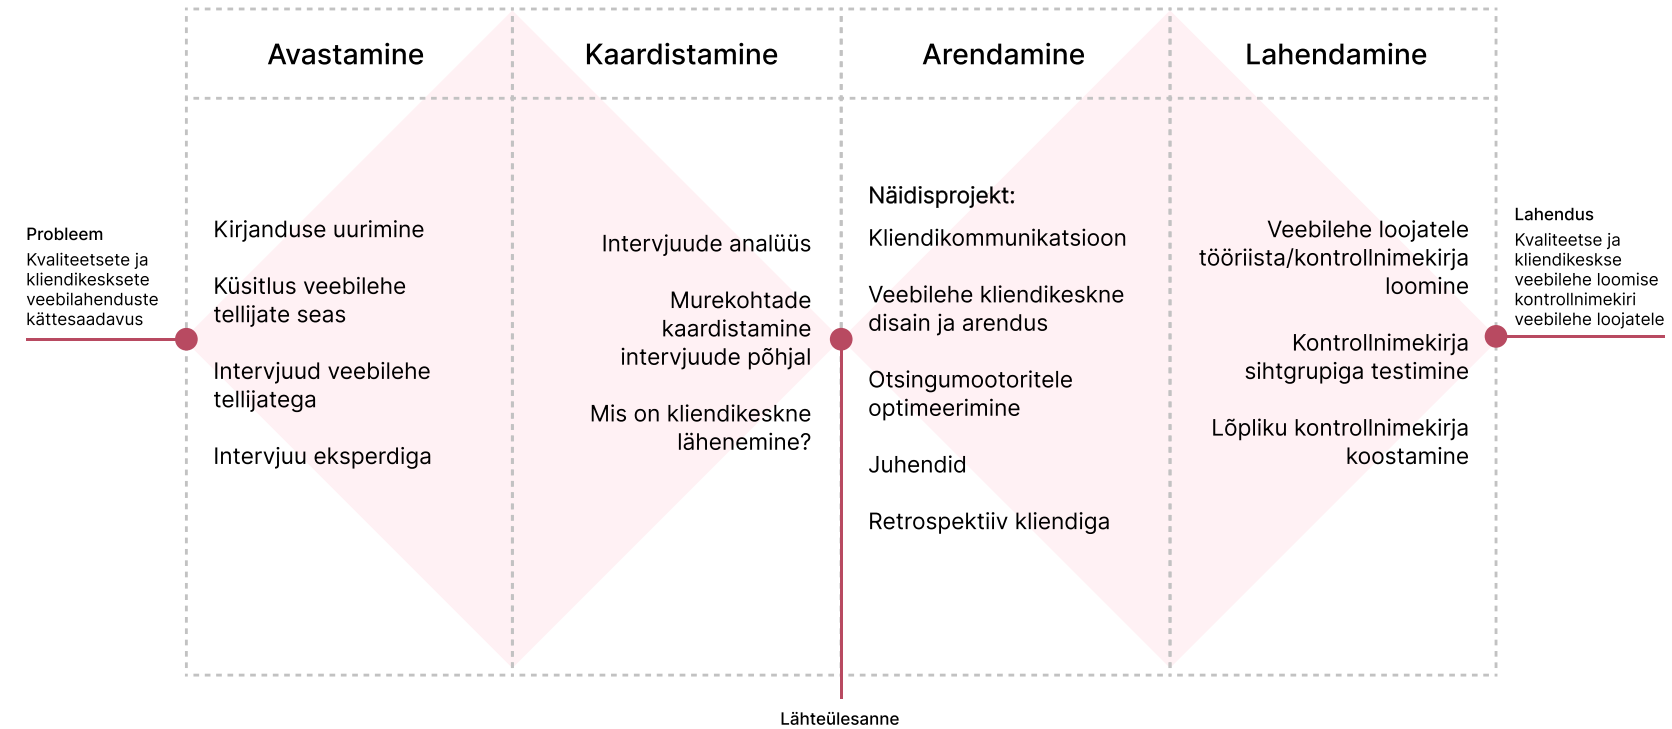 Avastamine
Kaardistamine
Arendamine
Lahendamine
Probleem
Kvaliteetsete ja
kliendikesksete
veebilahenduste
kättesaadavus
Kirjanduse uurimine
Küsitlus veebilehe
tellijate seas
Intervjuud veebilehe
tellijatega
Intervjuu eksperdiga
Intervjuude analüüs
Murekohtade
kaardistamine
intervjuude põhjal
Mis on kliendikeskne
lähenemine?
Näidisprojekt:
Kliendikommunikatsioon
Veebilehe kliendikeskne
disain ja arendus
Otsingumootoritele
optimeerimine
Juhendid
Retrospektiiv kliendiga
Veebilehe loojatele
tööriista/kontrollnimekirja
loomine
Kontrollnimekirja
sihtgrupiga testimine
Lõpliku kontrollnimekirja
koostamine
Lahendus
Kvaliteetse ja
kliendikeskse
veebilehe loomise
kontrollnimekiri
veebilehe loojatele
Lähteülesanne